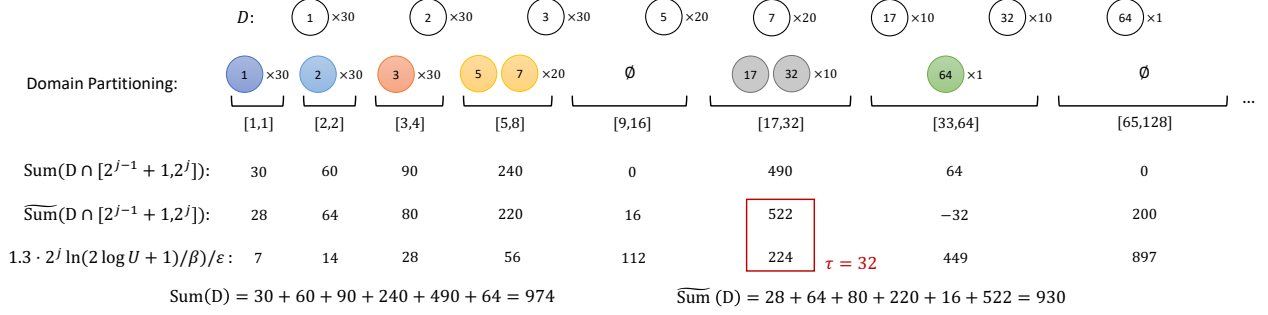 D: 1 ×30 2 ×30 3 ×30 5 ×20 7 ×20 17 ×10 32 ×10 64 ×1
Domain Partitioning: 1 ×30 2 ×30 3 ×30 5 7 ×20 ∅ 17 32 ×10 64 ×1 ∅
...
[1,1] [2,2] [3,4] [5,8] [9,16] [17,32] [33,64] [65,128]
Sum(D ∩ [2^{j−1} + 1,2^j]): 30 60 90 240 0 490 64 0
\widetilde{Sum}(D ∩ [2^{j−1} + 1,2^j]): 28 64 80 220 16 522 −32 200
1.3 · 2^j ln(2 log U + 1)/β)/ε : 7 14 28 56 112 224 τ = 32 449 897
Sum(D) = 30 + 60 + 90 + 240 + 490 + 64 = 974 \widetilde{Sum} (D) = 28 + 64 + 80 + 220 + 16 + 522 = 930